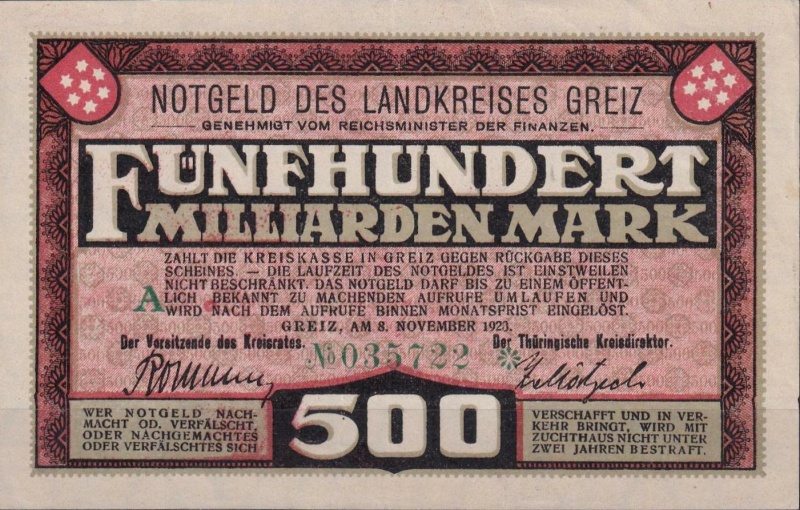 NOTGELD DES LANDKREISES GREIZ
GENEHMIGT VOM REICHSMINISTER DER FINANZEN.
FÜNFHUNDERT
MILLIARDEN MARK
ZAHLT DIE KREISKASSE IN GREIZ GEGEN RÜCKGABE DIESES
SCHEINES. — DIE LAUFZEIT DES NOTGELDES IST EINSTWEILEN
NICHT BESCHRÄNKT. DAS NOTGELD DARF BIS ZU EINEM ÖFFENT-
LICH BEKANNT ZU MACHENDEN AUFRUFE UMLAUFEN UND
WIRD NACH DEM AUFRUFE BINNEN MONATSFRIST EINGELÖST.
A
GREIZ, AM 8. NOVEMBER 1923.
Der Vorsitzende des Kreisrates.
№ 035722 *
Der Thüringische Kreisdirektor.
WER NOTGELD NACH-
MACHT OD. VERFÄLSCHT,
ODER NACHGEMACHTES
ODER VERFÄLSCHTES SICH
500
VERSCHAFFT UND IN VER-
KEHR BRINGT, WIRD MIT
ZUCHTHAUS NICHT UNTER
ZWEI JAHREN BESTRAFT.